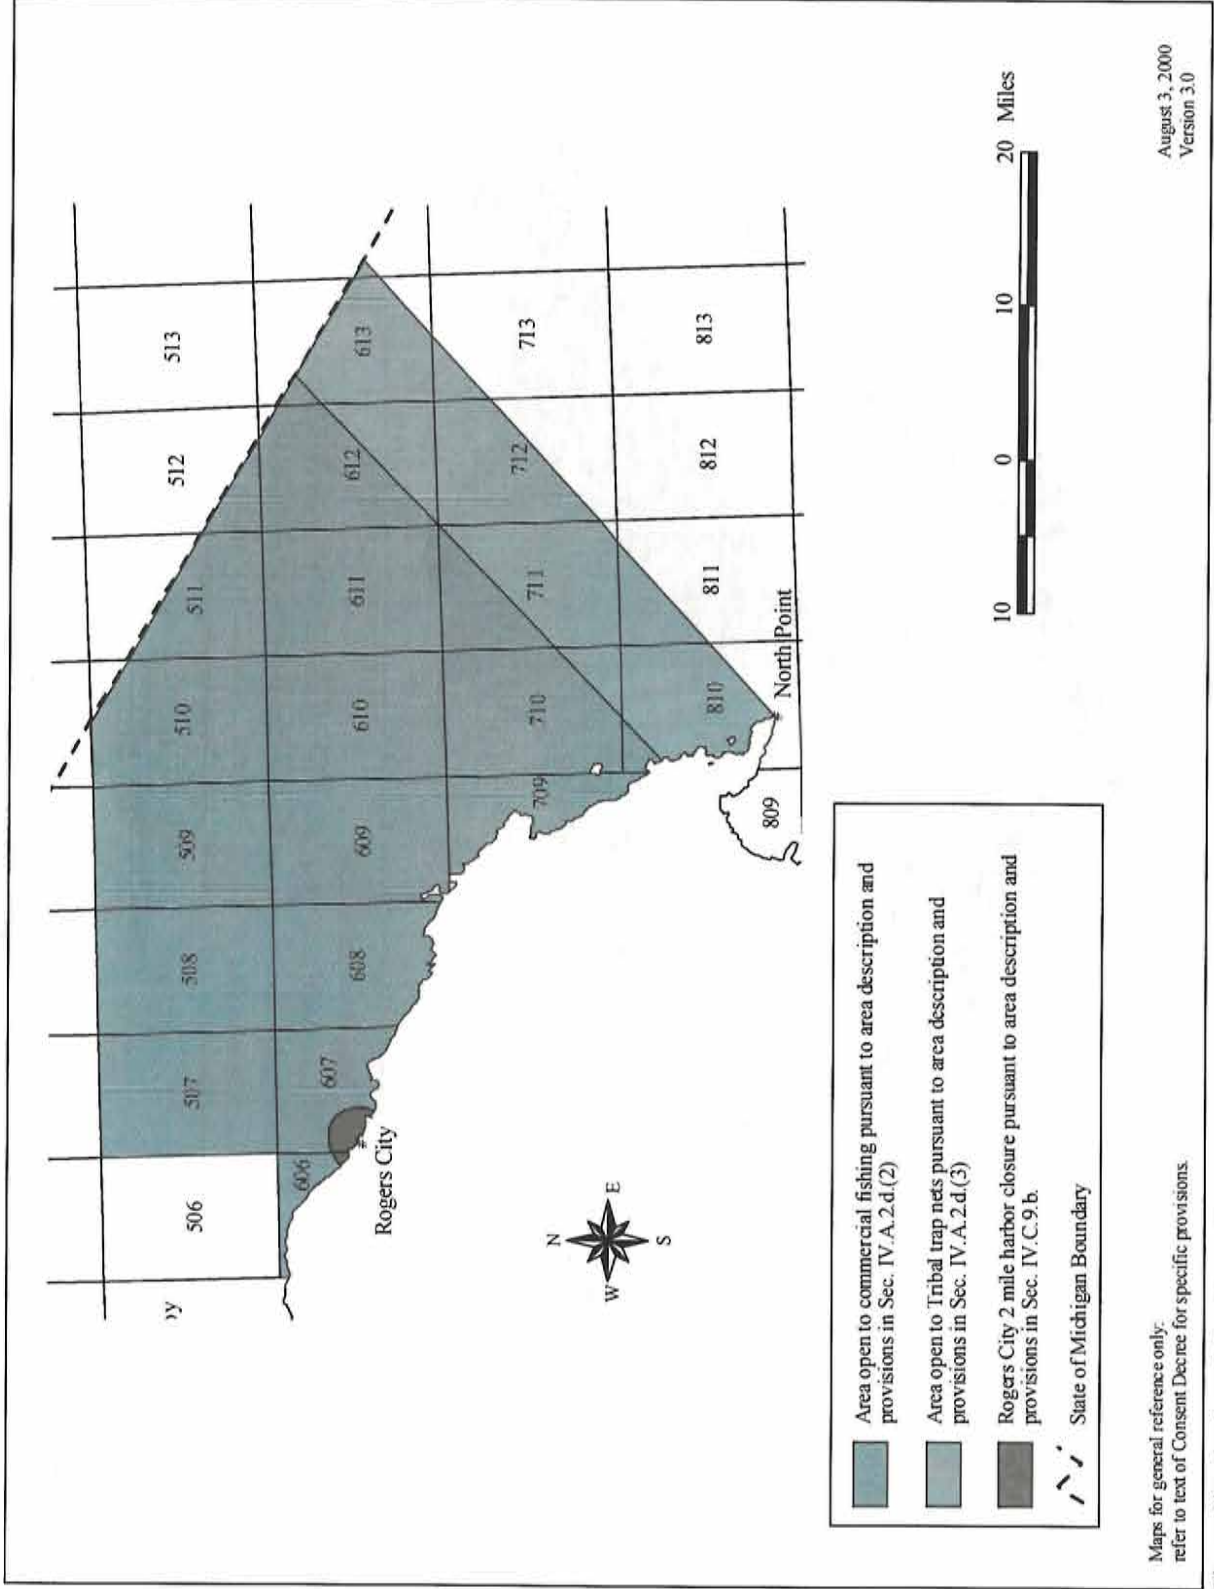 513
512
511
510
509
508
507
506
613
612
611
610
609
608
607
606
713
712
711
710
709
813
812
811
810
809
North Point
Rogers City
N
W
E
S
10
0
10
20 Miles
Area open to commercial fishing pursuant to area description and
provisions in Sec. IV.A.2.d.(2)
Area open to Tribal trap nets pursuant to area description and
provisions in Sec. IV.A.2.d.(3)
Rogers City 2 mile harbor closure pursuant to area description and
provisions in Sec. IV.C.9.b.
State of Michigan Boundary
Maps for general reference only:
refer to text of Consent Decree for specific provisions.
August 3, 2000
Version 3.0